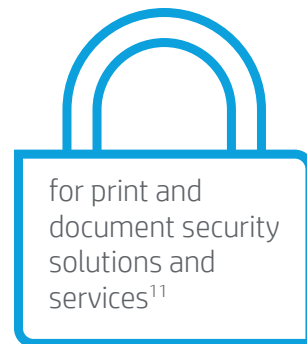 for print and
document security
solutions and
services¹¹